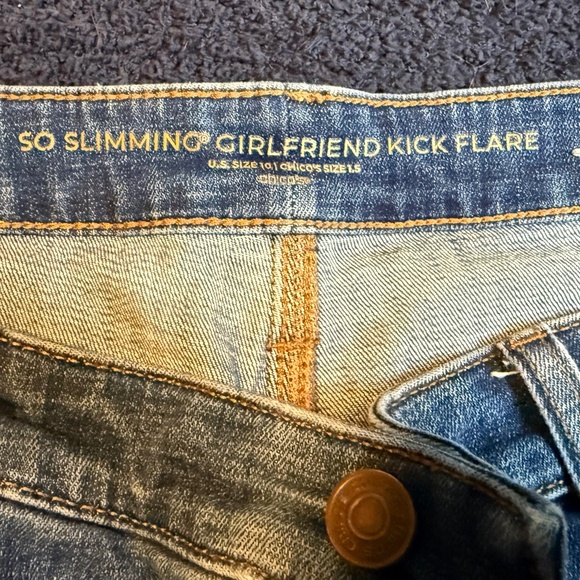 SO SLIMMING® GIRLFRIEND KICK FLARE
U.S. SIZE 10 | CHICO'S SIZE 1.5
chico's